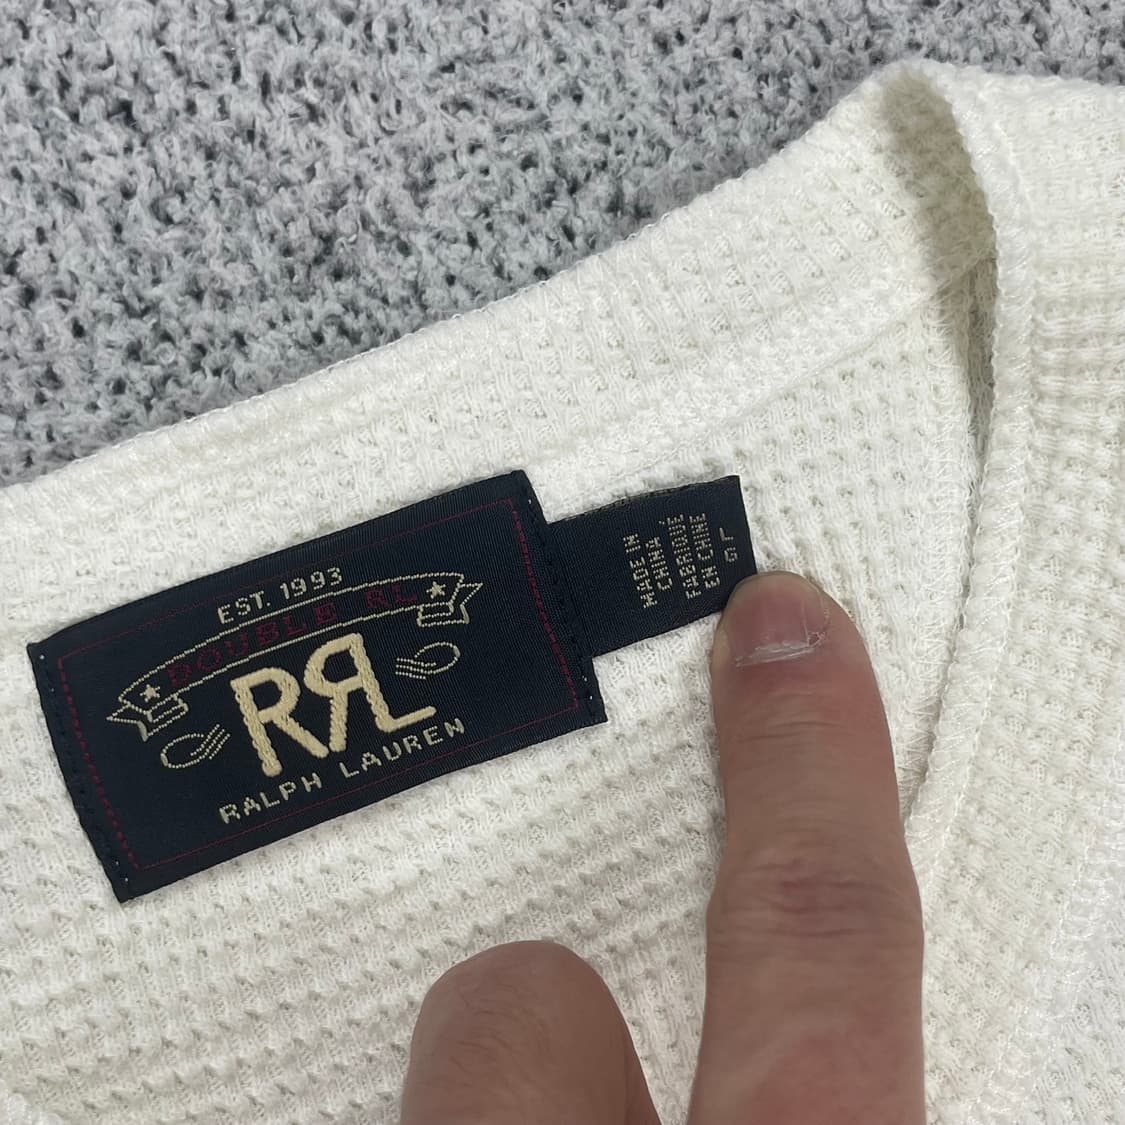 EST. 1993
DOUBLE RL
RRL
RALPH LAUREN
MADE IN
CHINA
FABRIQUÉ
EN CHINE